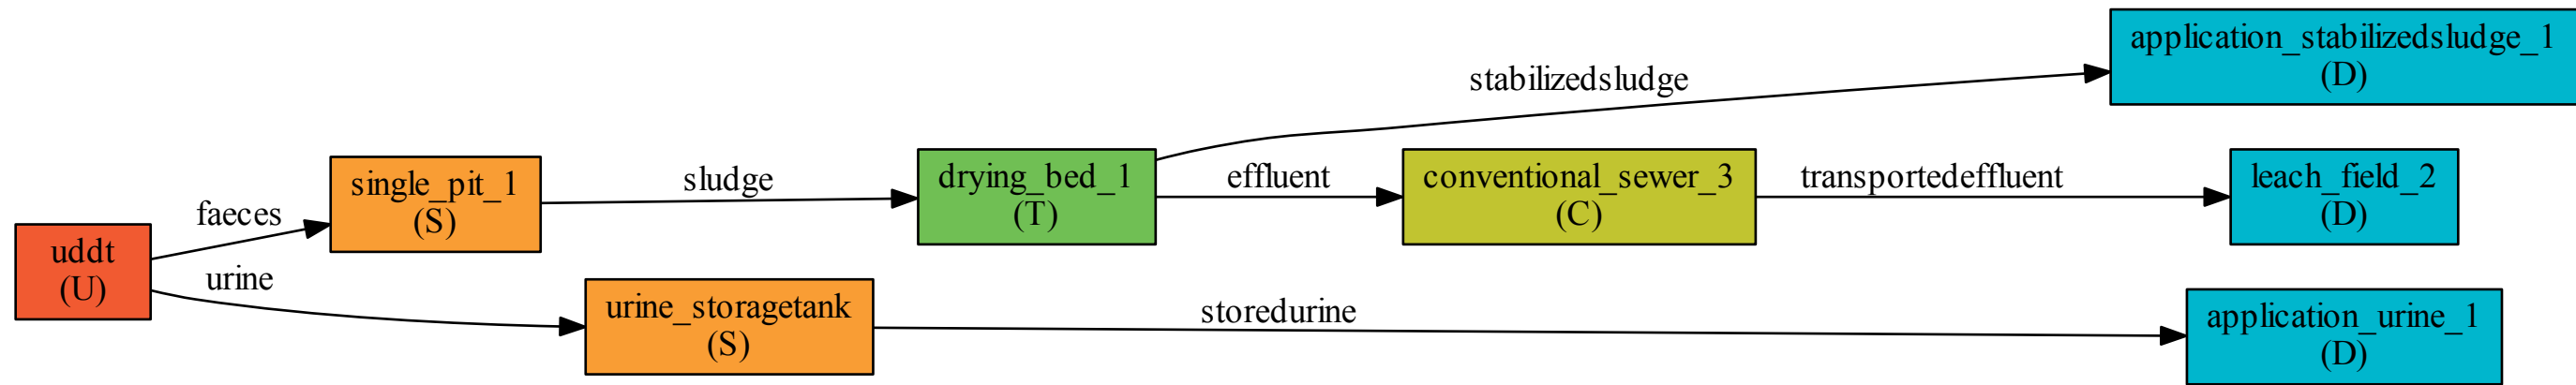 uddt
(U)
faeces
urine
single_pit_1
(S)
urine_storagetank
(S)
sludge
storedurine
drying_bed_1
(T)
stabilizedsludge
effluent
conventional_sewer_3
(C)
transportedeffluent
application_stabilizedsludge_1
(D)
leach_field_2
(D)
application_urine_1
(D)